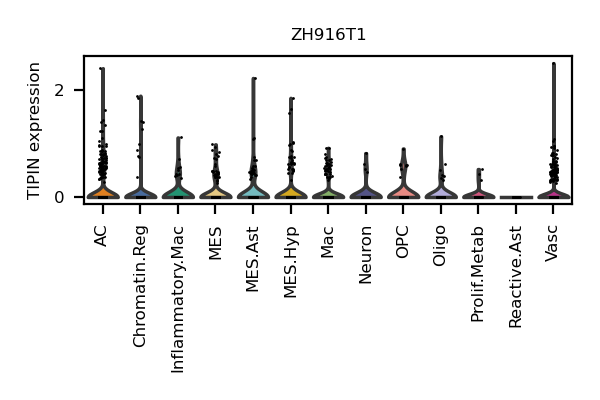 ZH916T1
TIPIN expression
2
0
AC
Chromatin.Reg
Inflammatory.Mac
MES
MES.Ast
MES.Hyp
Mac
Neuron
OPC
Oligo
Prolif.Metab
Reactive.Ast
Vasc